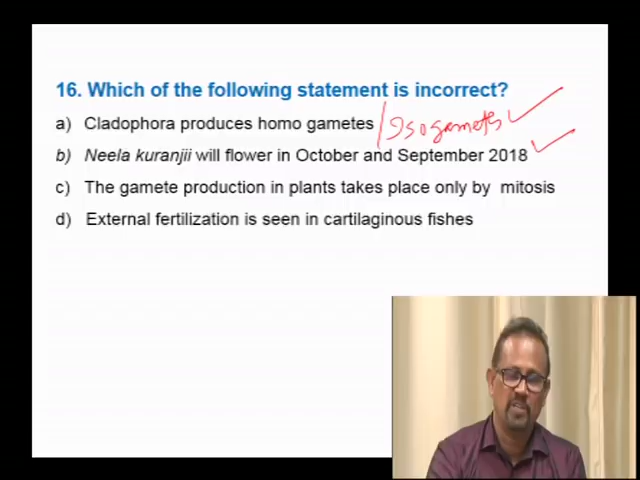 16. Which of the following statement is incorrect?
a) Cladophora produces homo gametes / Isogametes
b) Neela kuranjii will flower in October and September 2018
c) The gamete production in plants takes place only by mitosis
d) External fertilization is seen in cartilaginous fishes